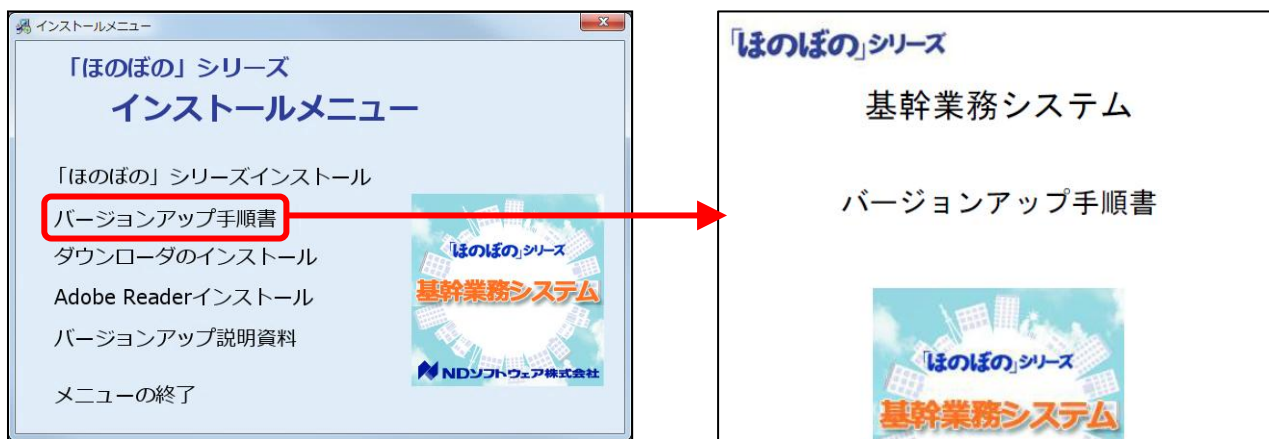 インストールメニュー
「ほのぼの」シリーズ
インストールメニュー
「ほのぼの」シリーズインストール
バージョンアップ手順書
ダウンローダのインストール
Adobe Readerインストール
バージョンアップ説明資料
メニューの終了
「ほのぼの」シリーズ
基幹業務システム
NDソフトウェア株式会社
「ほのぼの」シリーズ
基幹業務システム
バージョンアップ手順書
「ほのぼの」シリーズ
基幹業務システム